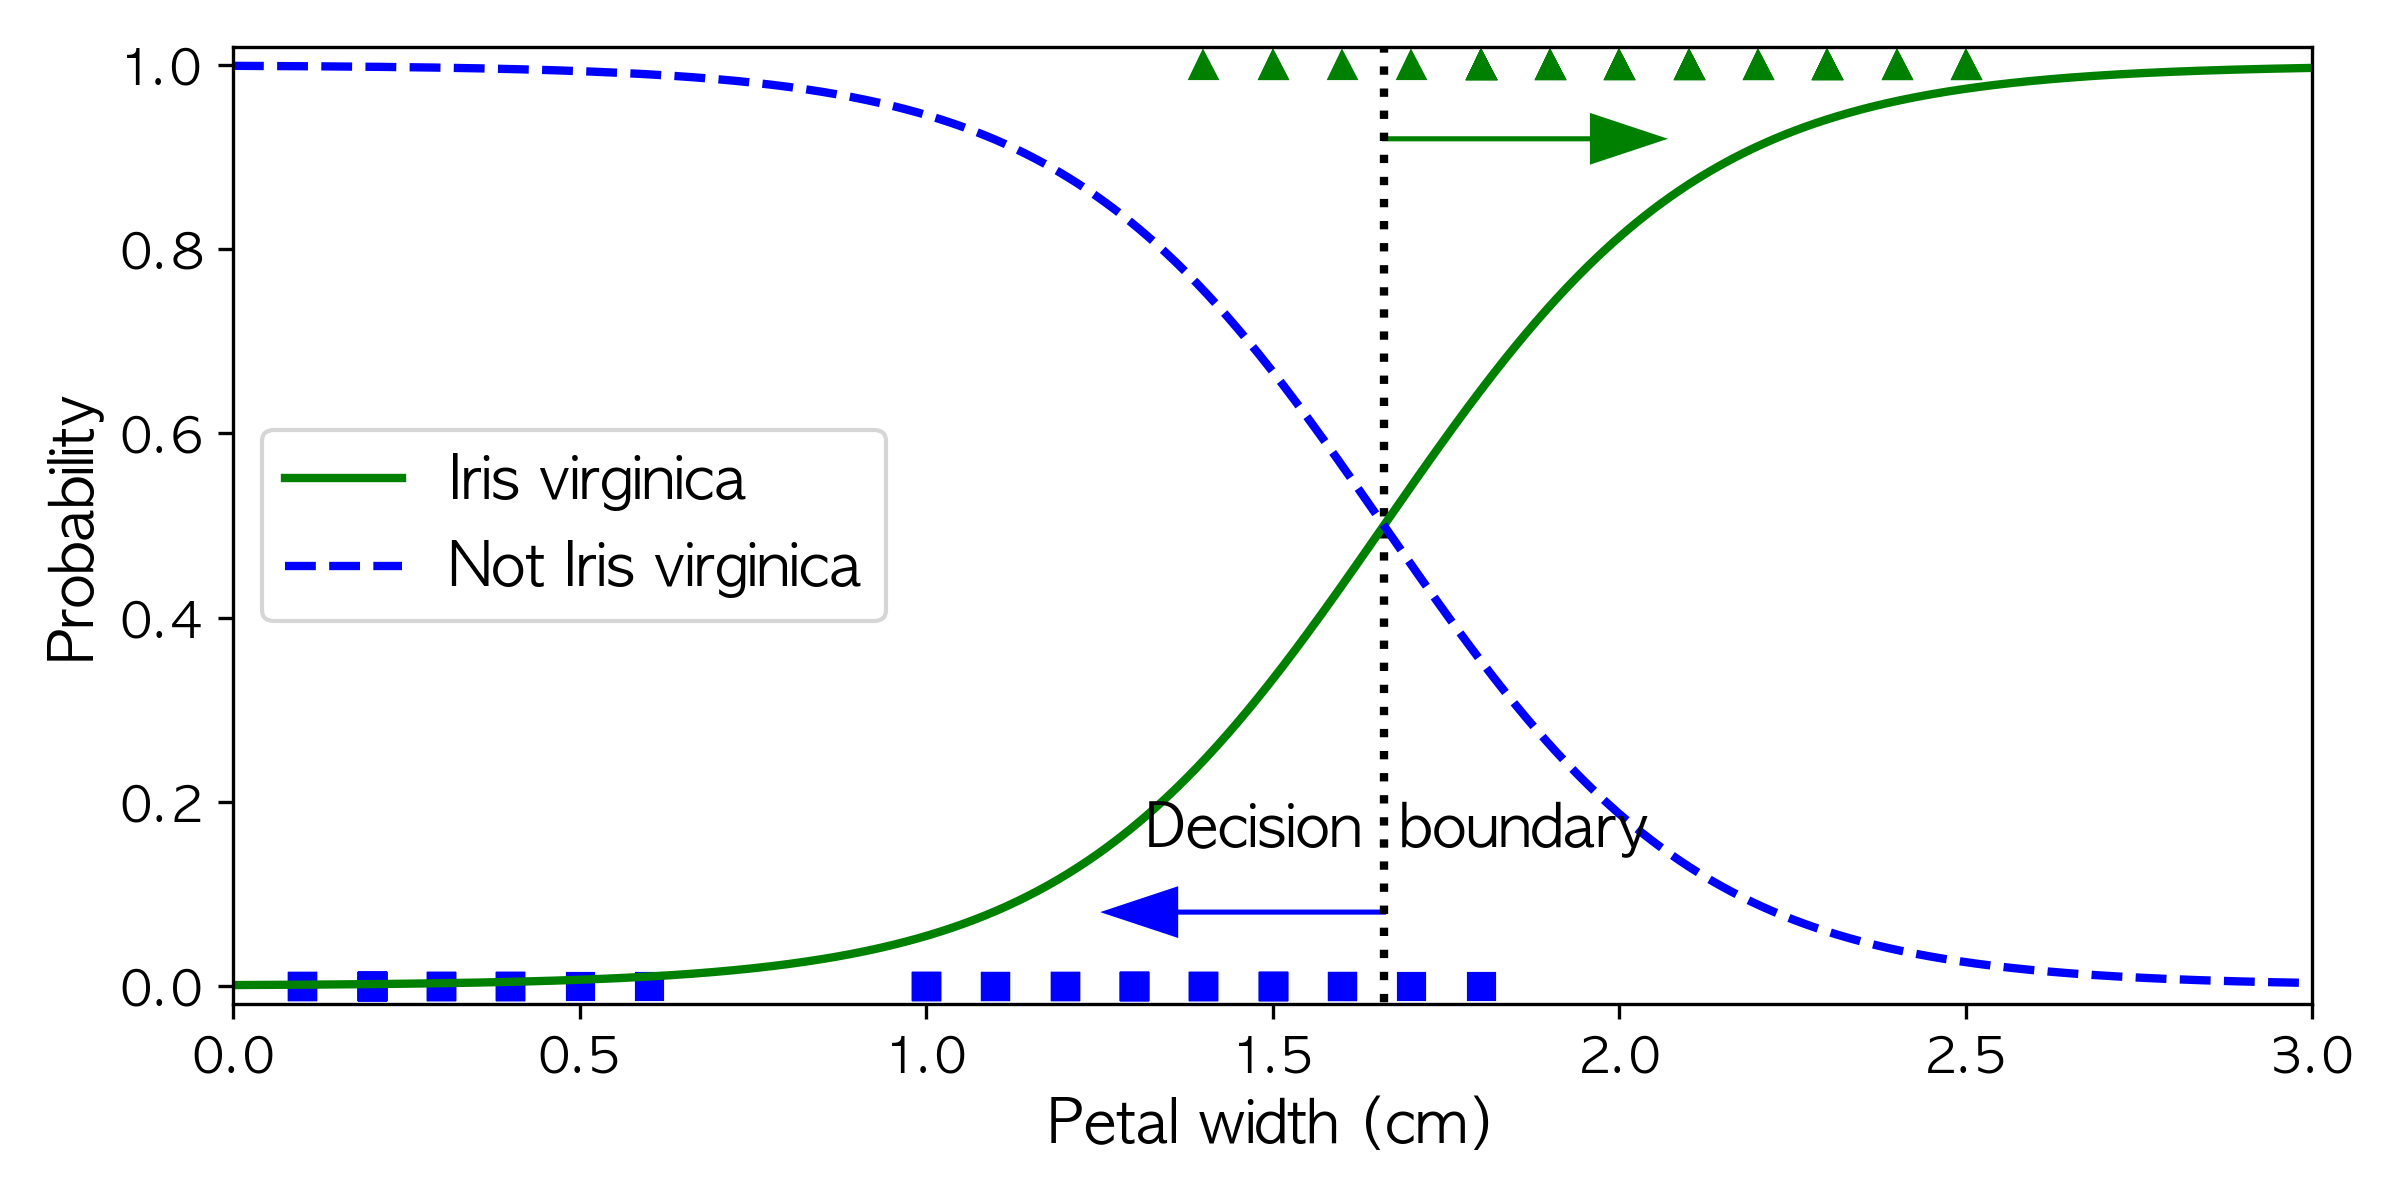 1.0
0.8
0.6
0.4
0.2
0.0
Probability
Iris virginica
Not Iris virginica
Decision boundary
0.0 0.5 1.0 1.5 2.0 2.5 3.0
Petal width (cm)